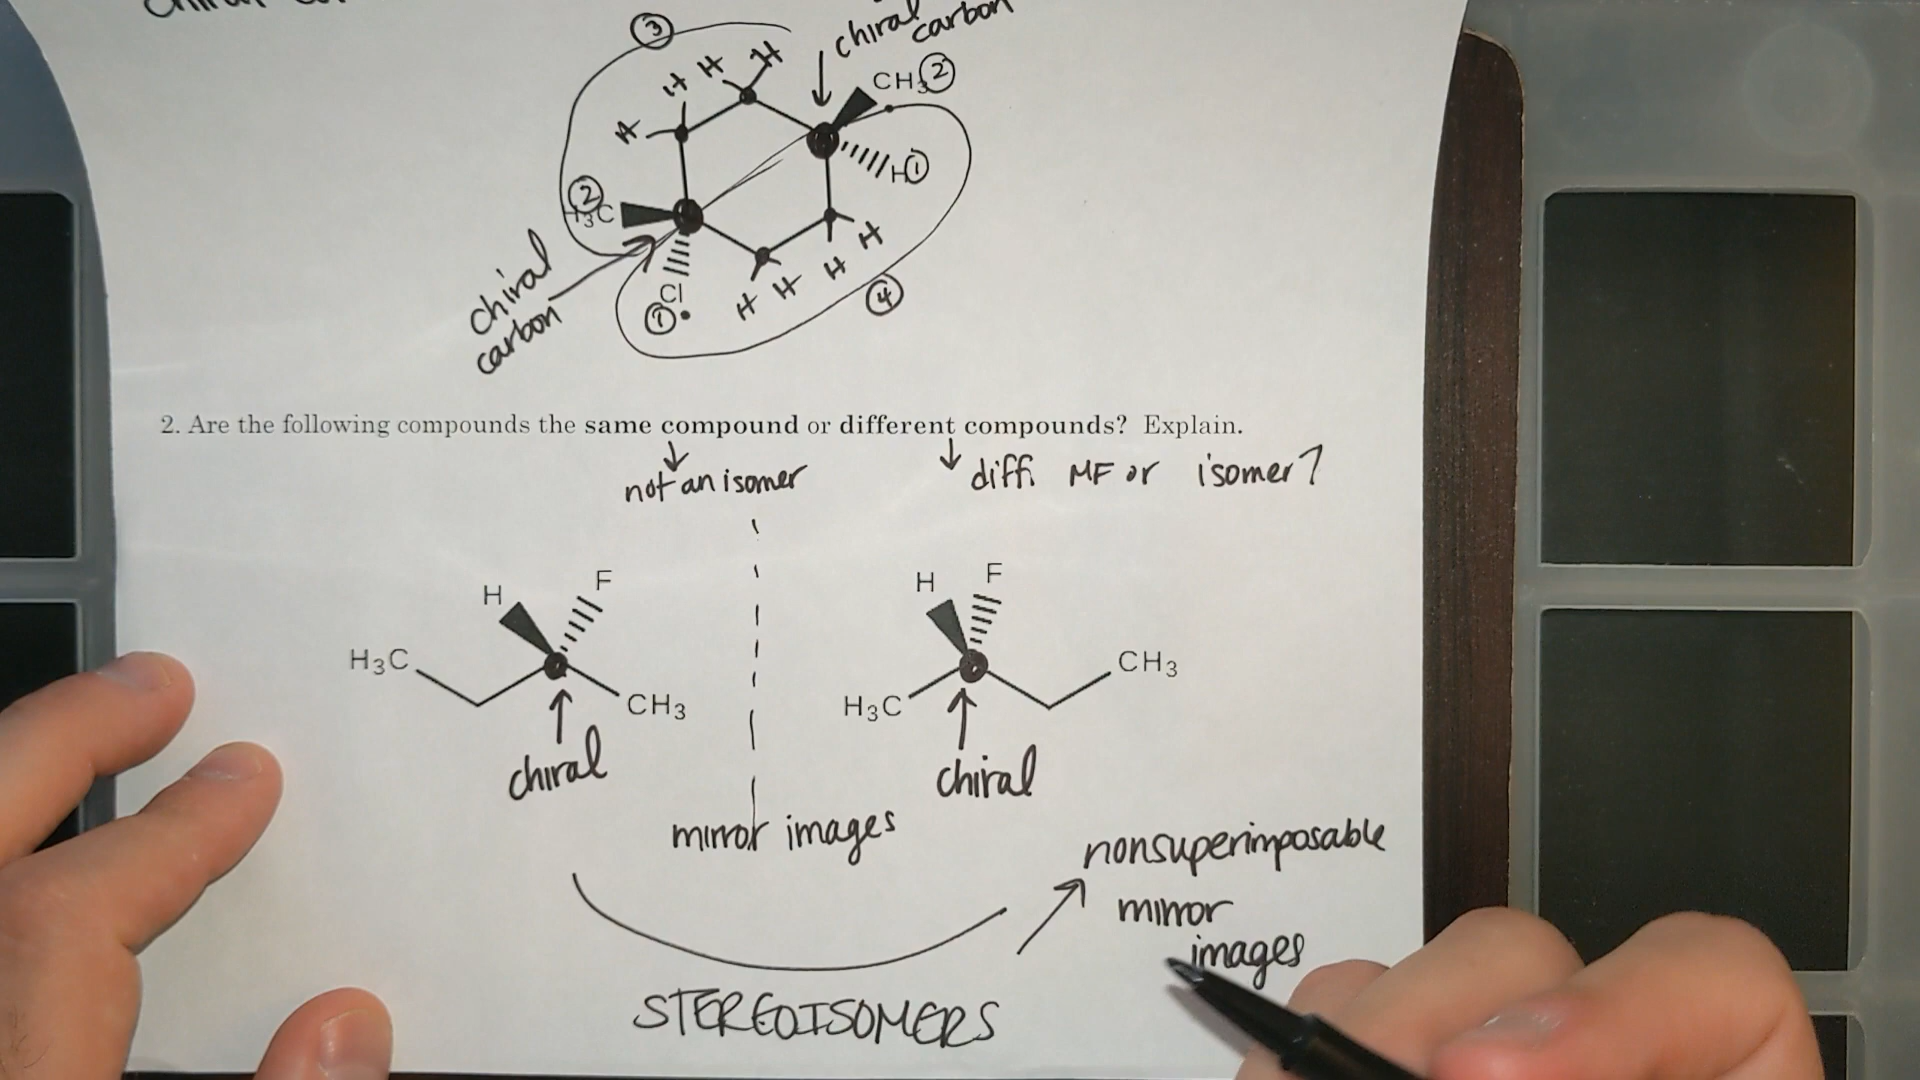 ③
chiral
carbon
H H H
CH₃ ②
H
H ①
②
H₃C
H
H
chiral
carbon
Cl
①
H H
④
2. Are the following compounds the same compound or different compounds? Explain.
not an isomer
diff. MF or isomer?
H F
H F
H₃C
CH₃
CH₃
H₃C
chiral
chiral
mirror images
nonsuperimposable
mirror
images
STEREOISOMERS